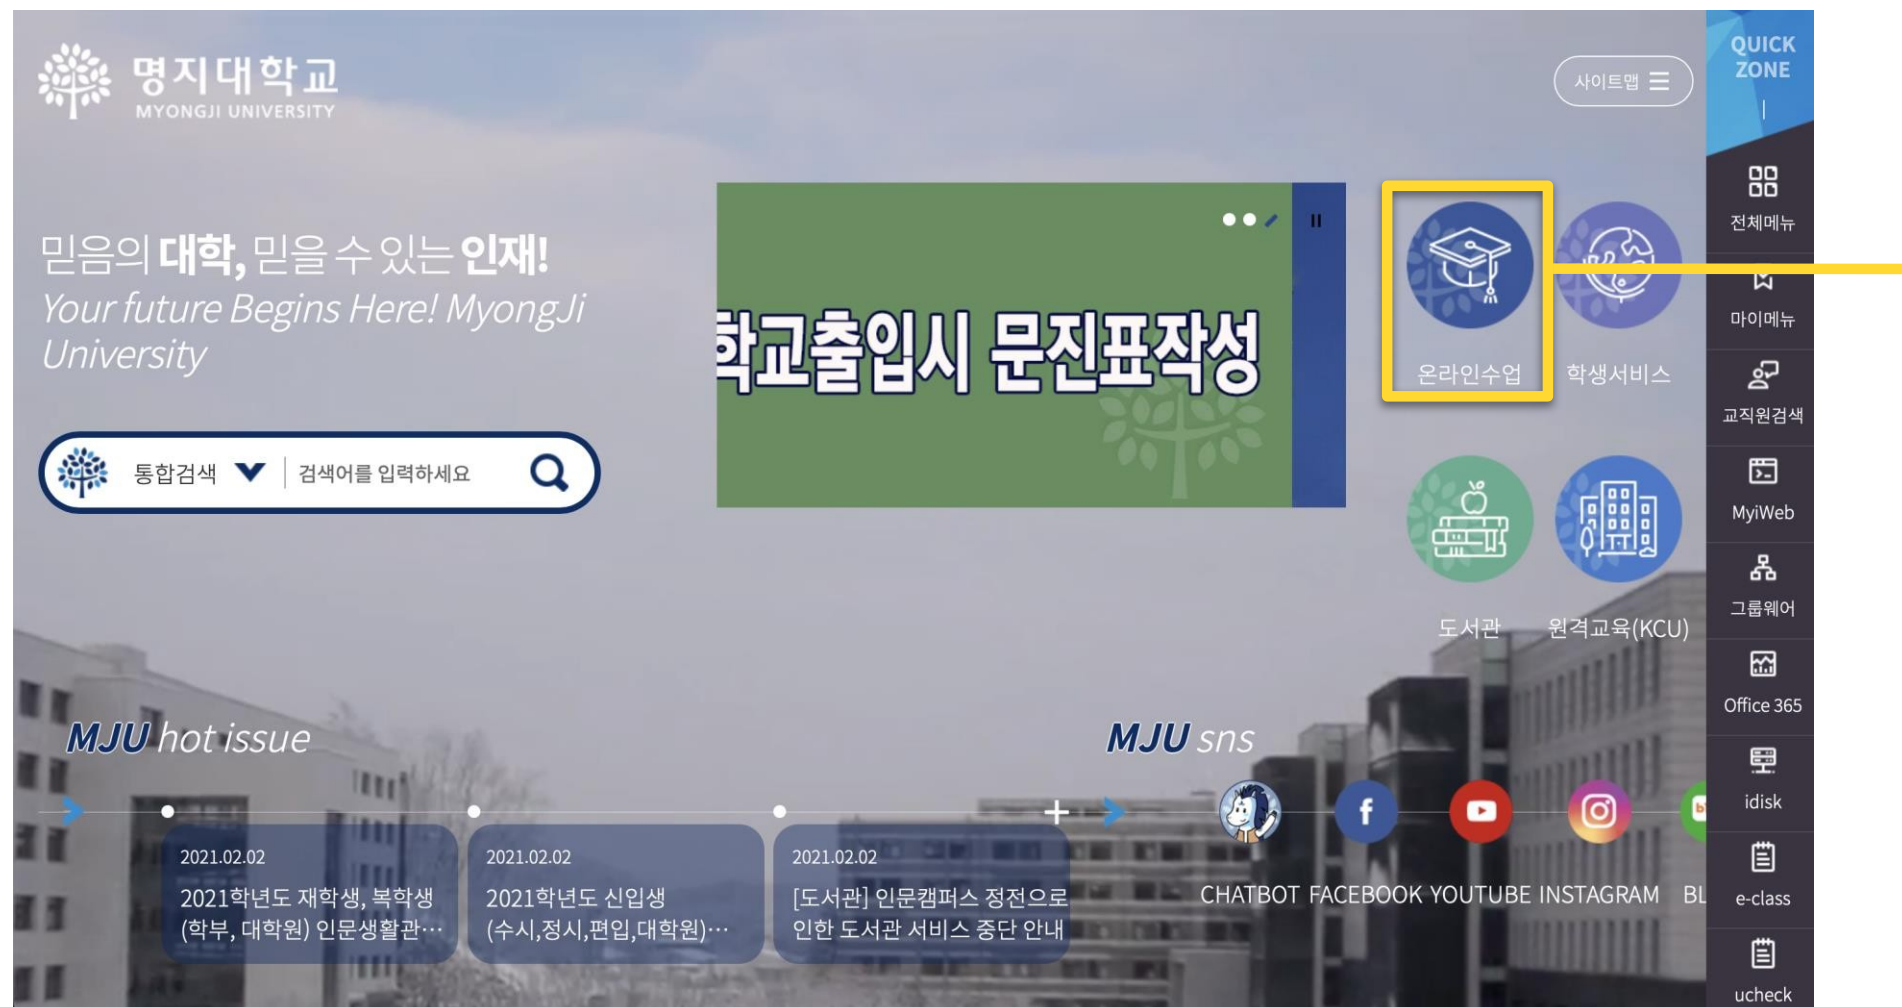 명지대학교
MYONGJI UNIVERSITY
사이트맵
QUICK
ZONE
믿음의 대학, 믿을 수 있는 인재!
Your future Begins Here! MyongJi
University
통합검색
검색어를 입력하세요
학교출입시 문진표작성
온라인수업
학생서비스
도서관
원격교육(KCU)
전체메뉴
마이메뉴
교직원검색
MyiWeb
그룹웨어
Office 365
idisk
e-class
ucheck
MJU hot issue
2021.02.02
2021학년도 재학생, 복학생
(학부, 대학원) 인문생활관…
2021.02.02
2021학년도 신입생
(수시,정시,편입,대학원)…
2021.02.02
[도서관] 인문캠퍼스 정전으로
인한 도서관 서비스 중단 안내
MJU sns
CHATBOT FACEBOOK YOUTUBE INSTAGRAM BL